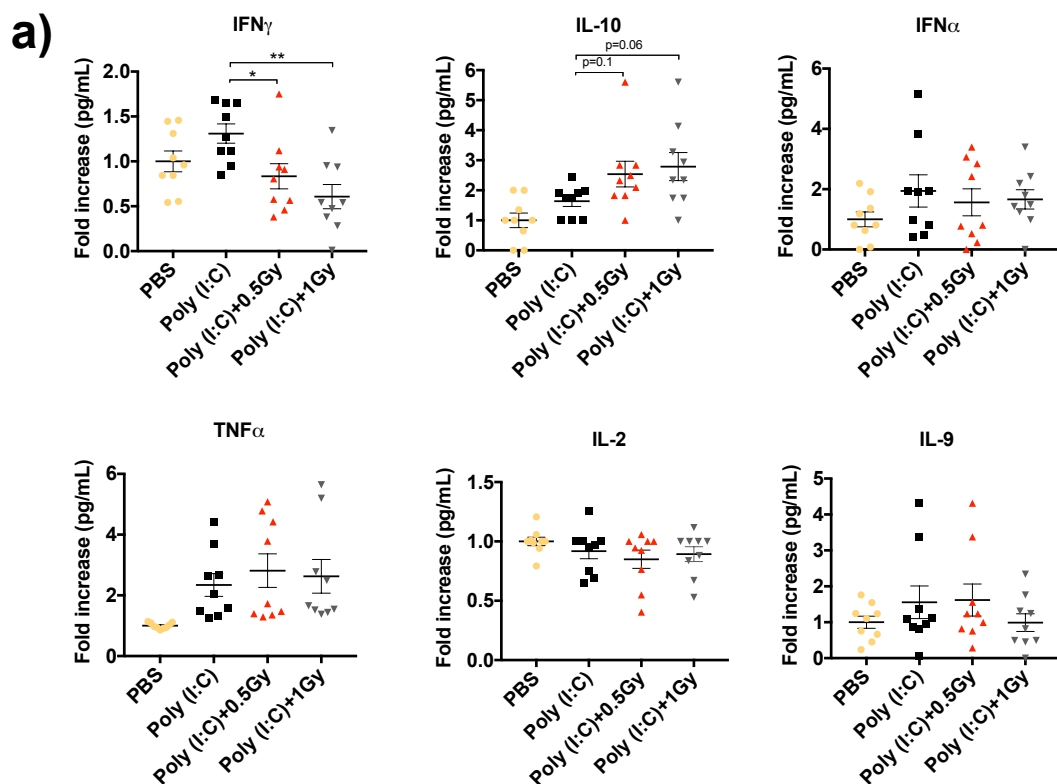 a)
IFNγ
Fold increase (pg/mL)
2.0
1.5
1.0
0.5
0.0
**
*
PBS
Poly (I:C)
Poly (I:C)+0.5Gy
Poly (I:C)+1Gy
IL-10
Fold increase (pg/mL)
6
5
4
3
2
1
0
p=0.06
p=0.1
PBS
Poly (I:C)
Poly (I:C)+0.5Gy
Poly (I:C)+1Gy
IFNα
Fold increase (pg/mL)
6
4
2
0
PBS
Poly (I:C)
Poly (I:C)+0.5Gy
Poly (I:C)+1Gy
TNFα
Fold increase (pg/mL)
6
4
2
0
PBS
Poly (I:C)
Poly (I:C)+0.5Gy
Poly (I:C)+1Gy
IL-2
Fold increase (pg/mL)
1.5
1.0
0.5
0.0
PBS
Poly (I:C)
Poly (I:C)+0.5Gy
Poly (I:C)+1Gy
IL-9
Fold increase (pg/mL)
5
4
3
2
1
0
PBS
Poly (I:C)
Poly (I:C)+0.5Gy
Poly (I:C)+1Gy